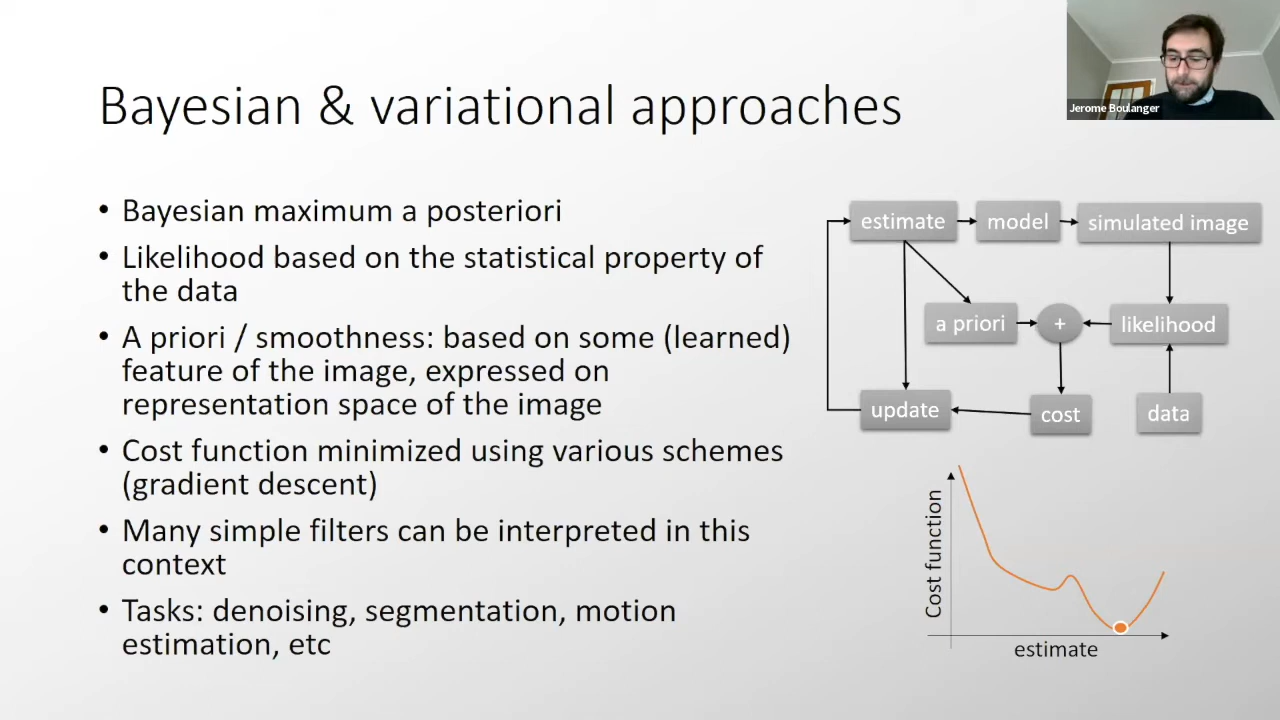 Jerome Boulanger
Bayesian & variational approaches
• Bayesian maximum a posteriori
• Likelihood based on the statistical property of
the data
• A priori / smoothness: based on some (learned)
feature of the image, expressed on
representation space of the image
• Cost function minimized using various schemes
(gradient descent)
• Many simple filters can be interpreted in this
context
• Tasks: denoising, segmentation, motion
estimation, etc
estimate
model
simulated image
a priori
+
likelihood
update
cost
data
Cost function
estimate